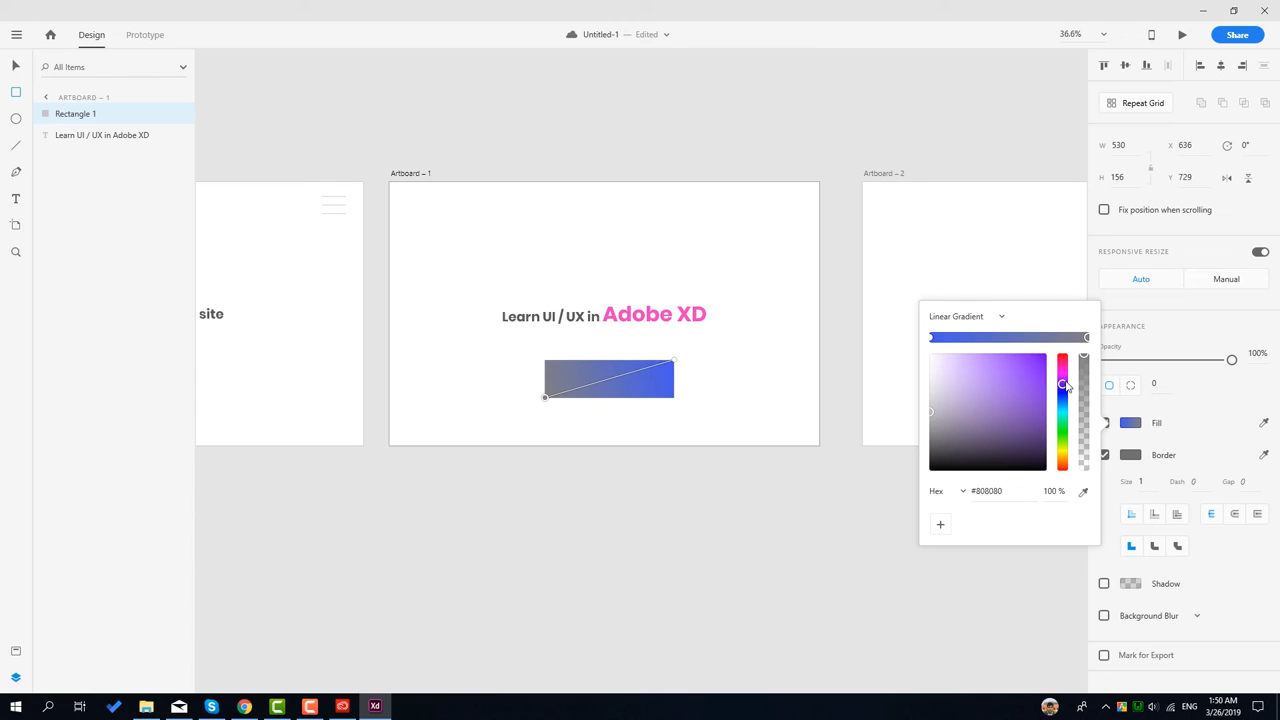 Design
Prototype
Untitled-1 — Edited
36.6%
Share
All Items
ARTBOARD – 1
Rectangle 1
Learn UI / UX in Adobe XD
Artboard – 1
Artboard – 2
site
Learn UI / UX in Adobe XD
Linear Gradient
Hex #808080 100 %
Repeat Grid
W 530 X 636 0°
H 156 Y 729
Fix position when scrolling
RESPONSIVE RESIZE
Auto Manual
APPEARANCE
Opacity
100%
0
Fill
Border
Size 1 Dash 0 Gap 0
Shadow
Background Blur
Mark for Export
Xd
1:50 AM
3/26/2019